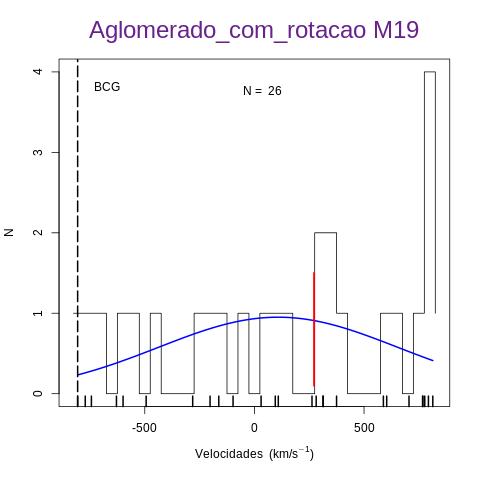 Aglomerado_com_rotacao M19
BCG
N = 26
4
3
2
1
0
N
-500 0 500
Velocidades (km/s⁻¹)